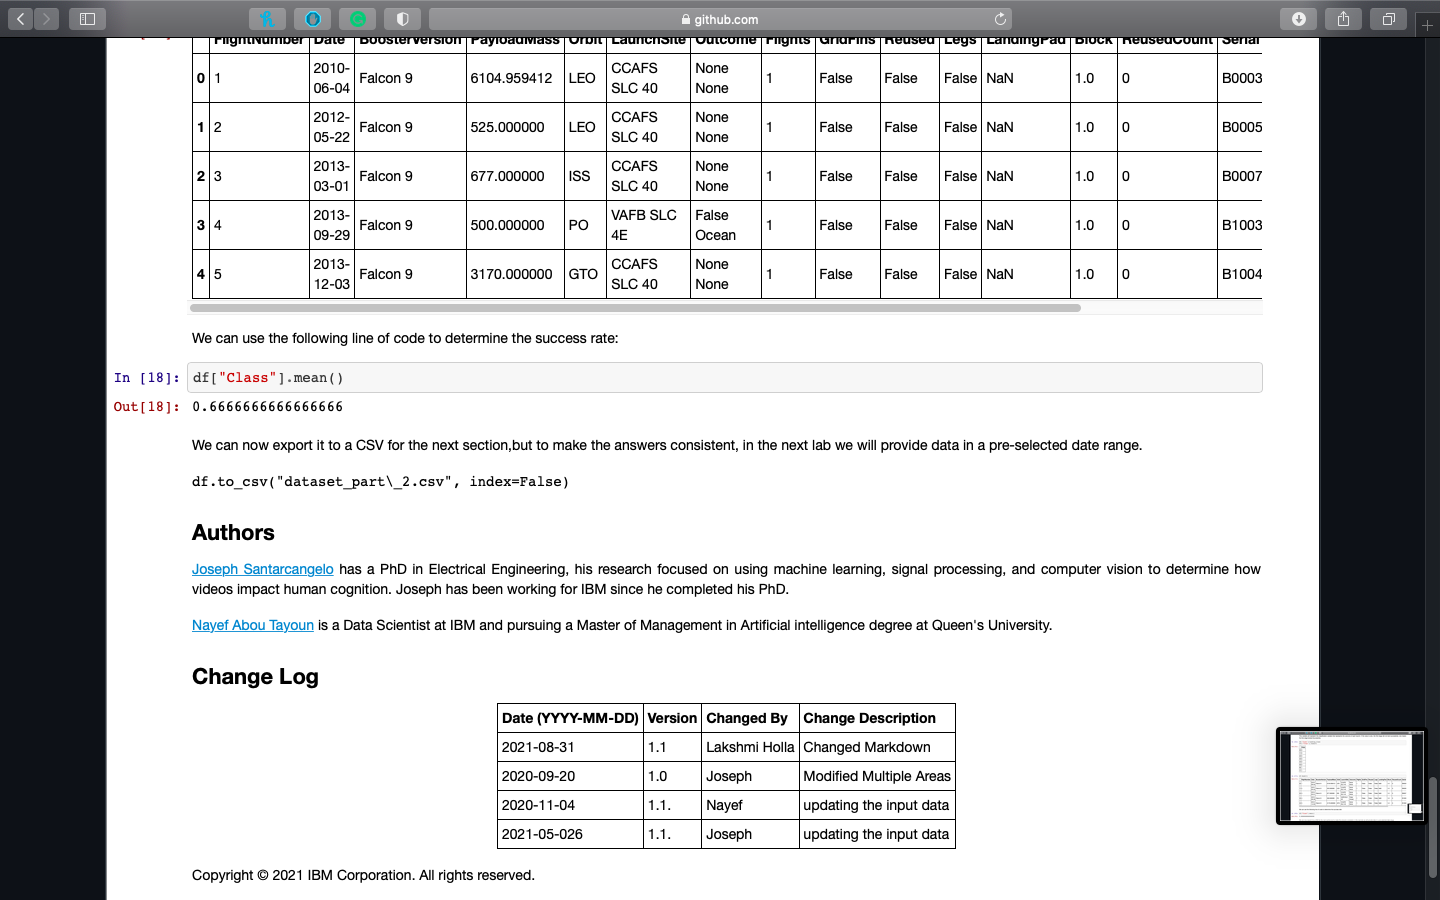 github.com
FlightNumber Date BoosterVersion PayloadMass Orbit LaunchSite Outcome Flights GridFins Reused Legs LandingPad Block ReusedCount Serial
0 1 2010-06-04 Falcon 9 6104.959412 LEO CCAFS SLC 40 None None 1 False False False NaN 1.0 0 B0003
1 2 2012-05-22 Falcon 9 525.000000 LEO CCAFS SLC 40 None None 1 False False False NaN 1.0 0 B0005
2 3 2013-03-01 Falcon 9 677.000000 ISS CCAFS SLC 40 None None 1 False False False NaN 1.0 0 B0007
3 4 2013-09-29 Falcon 9 500.000000 PO VAFB SLC 4E False Ocean 1 False False False NaN 1.0 0 B1003
4 5 2013-12-03 Falcon 9 3170.000000 GTO CCAFS SLC 40 None None 1 False False False NaN 1.0 0 B1004
We can use the following line of code to determine the success rate:
In [18]: df["Class"].mean()
Out[18]: 0.6666666666666666
We can now export it to a CSV for the next section,but to make the answers consistent, in the next lab we will provide data in a pre-selected date range.
df.to_csv("dataset_part\_2.csv", index=False)
Authors
Joseph Santarcangelo has a PhD in Electrical Engineering, his research focused on using machine learning, signal processing, and computer vision to determine how
videos impact human cognition. Joseph has been working for IBM since he completed his PhD.
Nayef Abou Tayoun is a Data Scientist at IBM and pursuing a Master of Management in Artificial intelligence degree at Queen's University.
Change Log
Date (YYYY-MM-DD) Version Changed By Change Description
2021-08-31 1.1 Lakshmi Holla Changed Markdown
2020-09-20 1.0 Joseph Modified Multiple Areas
2020-11-04 1.1. Nayef updating the input data
2021-05-026 1.1. Joseph updating the input data
Copyright © 2021 IBM Corporation. All rights reserved.